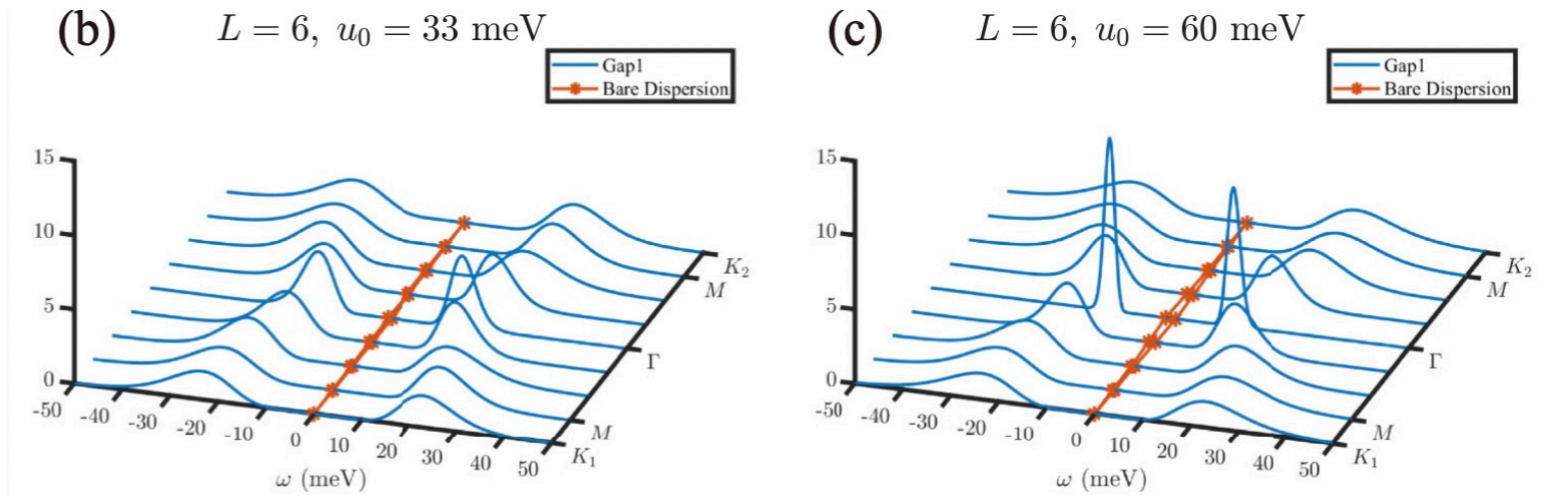 (b) L = 6, u₀ = 33 meV
Gap1
Bare Dispersion
15
10
5
0
-50
-40
-30
-20
-10
0
10
20
30
40
50
ω (meV)
K₁
M
Γ
M
K₂
(c) L = 6, u₀ = 60 meV
Gap1
Bare Dispersion
15
10
5
0
-50
-40
-30
-20
-10
0
10
20
30
40
50
ω (meV)
K₁
M
Γ
M
K₂